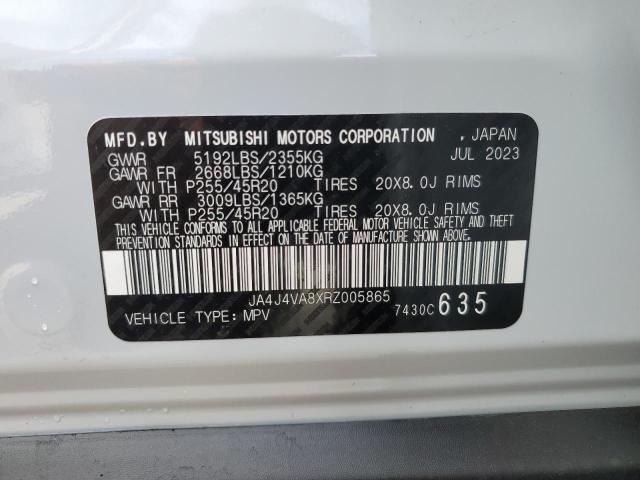 MFD.BY MITSUBISHI MOTORS CORPORATION , JAPAN
GVWR 5192LBS/2355KG JUL 2023
GAWR FR 2668LBS/1210KG
WITH P255/45R20 TIRES 20X8.0J RIMS
GAWR RR 3009LBS/1365KG
WITH P255/45R20 TIRES 20X8.0J RIMS
THIS VEHICLE CONFORMS TO ALL APPLICABLE FEDERAL MOTOR VEHICLE SAFETY AND THEFT
PREVENTION STANDARDS IN EFFECT ON THE DATE OF MANUFACTURE SHOWN ABOVE.
JA4J4VA8XRZ005865
VEHICLE TYPE: MPV 7430C635